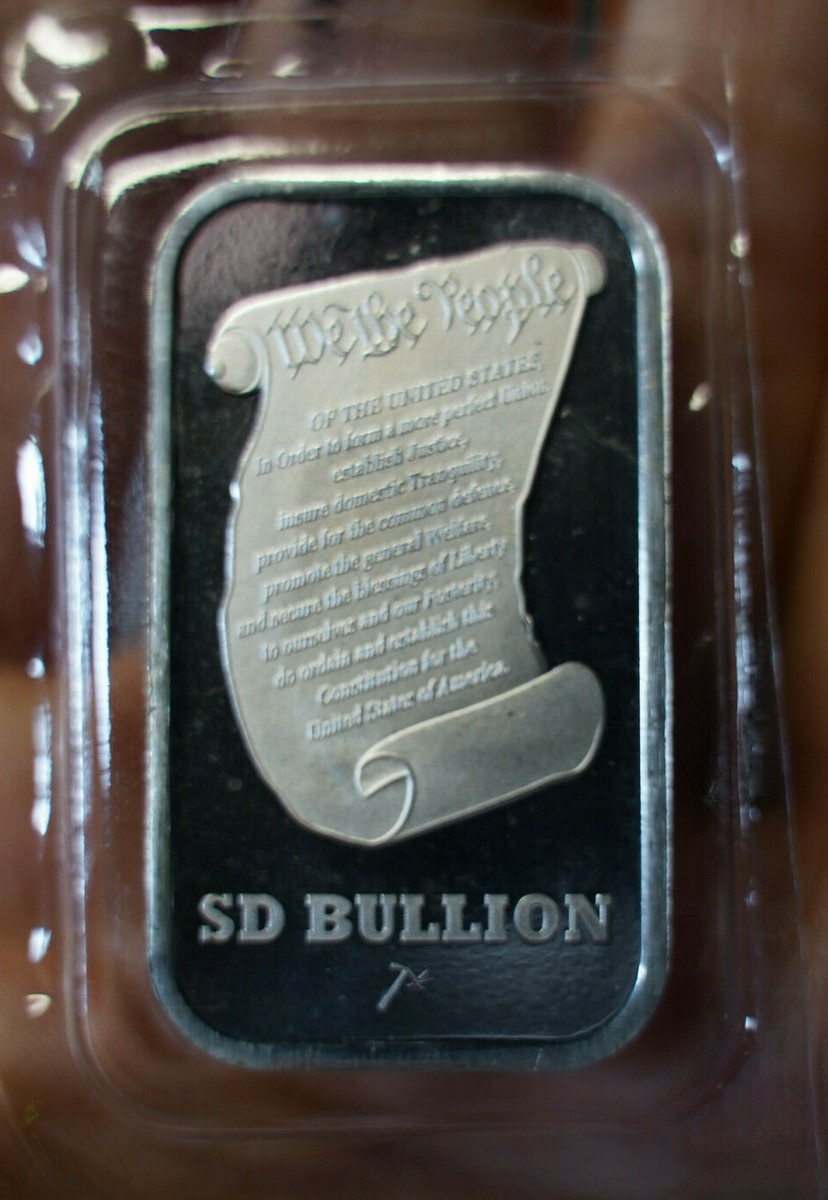 We the People
OF THE UNITED STATES,
In Order to form a more perfect Union,
establish Justice,
insure domestic Tranquility,
provide for the common defence,
promote the general Welfare,
and secure the blessings of Liberty
to ourselves and our Posterity,
do ordain and establish this
Constitution for the
United States of America.
SD BULLION